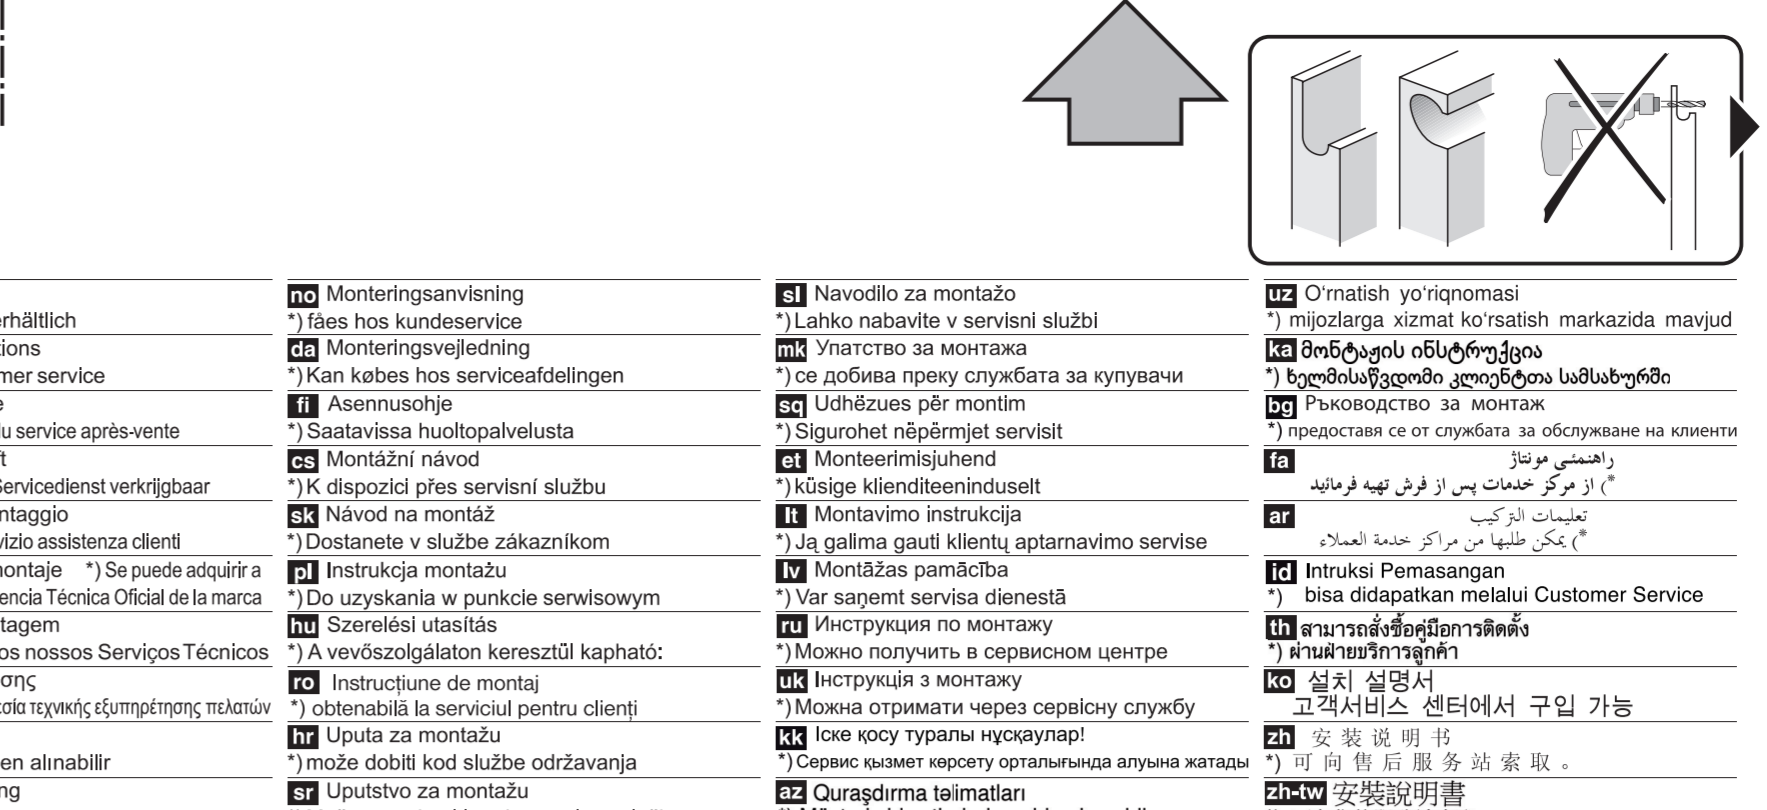 erhältlich
tions
mer service
e
du service après-vente
ft
Servicedienst verkrijgbaar
ntaggio
vizio assistenza clienti
montaje *) Se puede adquirir a
encia Técnica Oficial de la marca
tagem
os nossos Serviços Técnicos
σης
εσία τεχνικής εξυπηρέτησης πελατών
en alınabilir
ng
no Monteringsanvisning
*) fåes hos kundeservice
da Monteringsvejledning
*) Kan købes hos serviceafdelingen
fi Asennusohje
*) Saatavissa huoltopalvelusta
cs Montážní návod
*) K dispozici přes servisní službu
sk Návod na montáž
*) Dostanete v službe zákazníkom
pl Instrukcja montażu
*) Do uzyskania w punkcie serwisowym
hu Szerelési utasítás
*) A vevőszolgálaton keresztül kapható:
ro Instrucțiune de montaj
*) obtenabilă la serviciul pentru clienți
hr Uputa za montažu
*) može dobiti kod službe održavanja
sr Uputstvo za montažu
sl Navodilo za montažo
*) Lahko nabavite v servisni službi
mk Упатство за монтажа
*) се добива преку службата за купувачи
sq Udhëzues për montim
*) Sigurohet nëpërmjet servisit
et Monteerimisjuhend
*) küsige klienditeeninduselt
lt Montavimo instrukcija
*) Ją galima gauti klientų aptarnavimo servise
lv Montāžas pamācība
*) Var saņemt servisa dienestā
ru Инструкция по монтажу
*) Можно получить в сервисном центре
uk Інструкція з монтажу
*) Можна отримати через сервісну службу
kk Іске қосу туралы нұсқаулар!
*) Сервис қызмет көрсету орталығында алуына жатады
az Quraşdırma təlimatları
uz O‘rnatish yo‘riqnomasi
*) mijozlarga xizmat ko‘rsatish markazida mavjud
ka მონტაჟის ინსტრუქცია
*) ხელმისაწვდომი კლიენტთა სამსახურში
bg Ръководство за монтаж
*) предоставя се от службата за обслужване на клиенти
fa راهنمئی مونتاژ
*) از مرکز خدمات پس از فرش تهیه فرمائید
ar تعليمات التركيب
*) يمكن طلبها من مراكز خدمة العملاء
id Intruksi Pemasangan
*) bisa didapatkan melalui Customer Service
th สามารถสั่งซื้อคู่มือการติดตั้ง
*) ผ่านฝ่ายบริการลูกค้า
ko 설치 설명서
고객서비스 센터에서 구입 가능
zh 安装说明书
*) 可向售后服务站索取。
zh-tw 安裝說明書